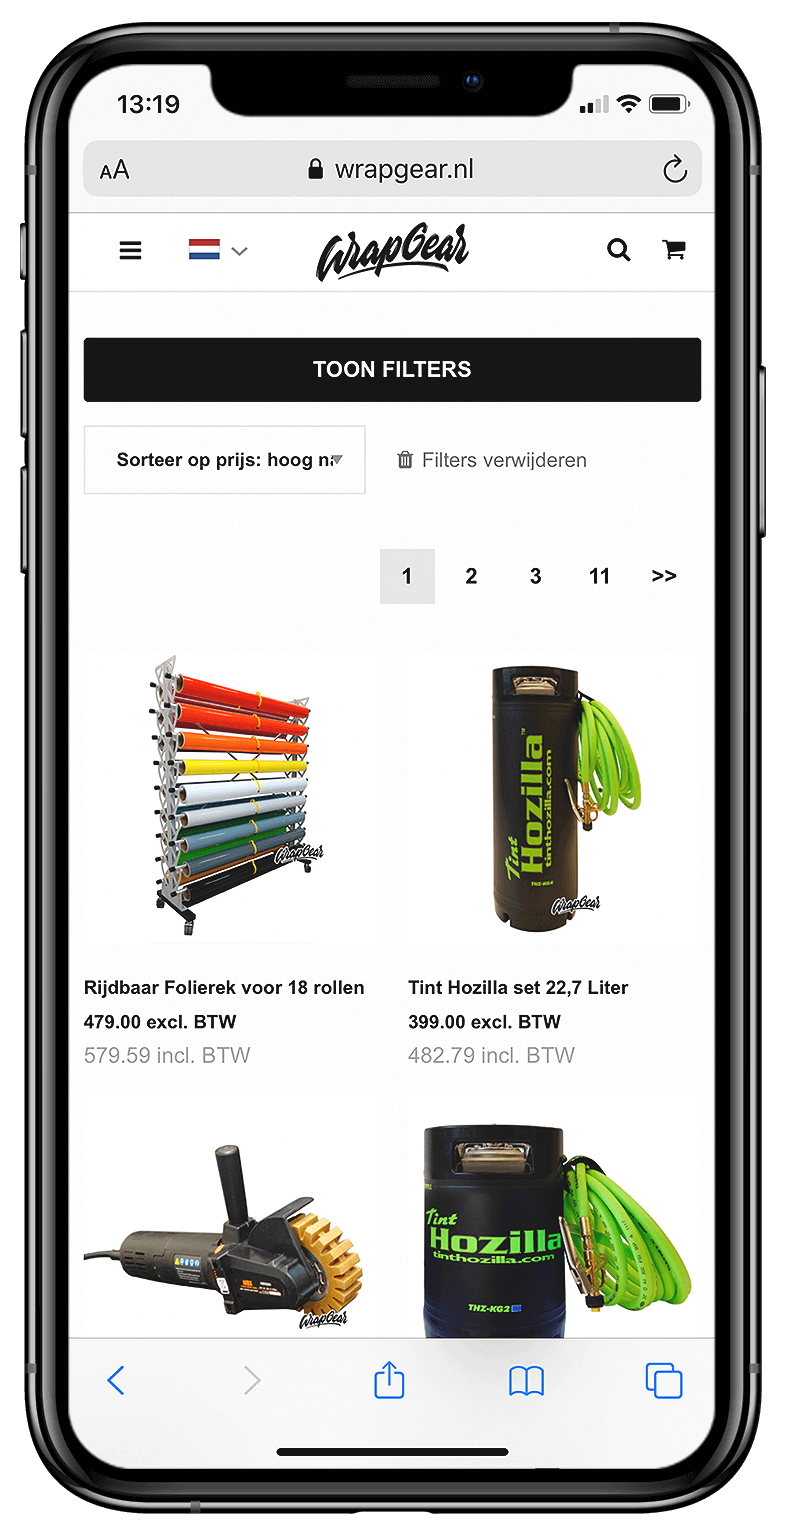 13:19
AA wrapgear.nl
WrapGear
TOON FILTERS
Sorteer op prijs: hoog na
Filters verwijderen
1 2 3 11 >>
Tint
Hozilla™
tinthozilla.com
THZ-KG4
WrapGear
WrapGear
Rijdbaar Folierek voor 18 rollen
479.00 excl. BTW
579.59 incl. BTW
Tint Hozilla set 22,7 Liter
399.00 excl. BTW
482.79 incl. BTW
WrapGear
Tint
Hozilla
tinthozilla.com
THZ-KG2